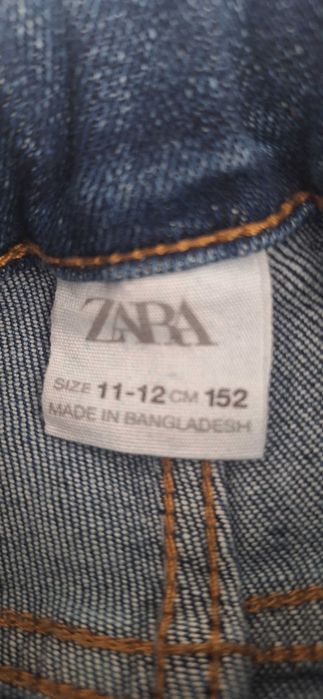 ZARA
SIZE 11-12 CM 152
MADE IN BANGLADESH